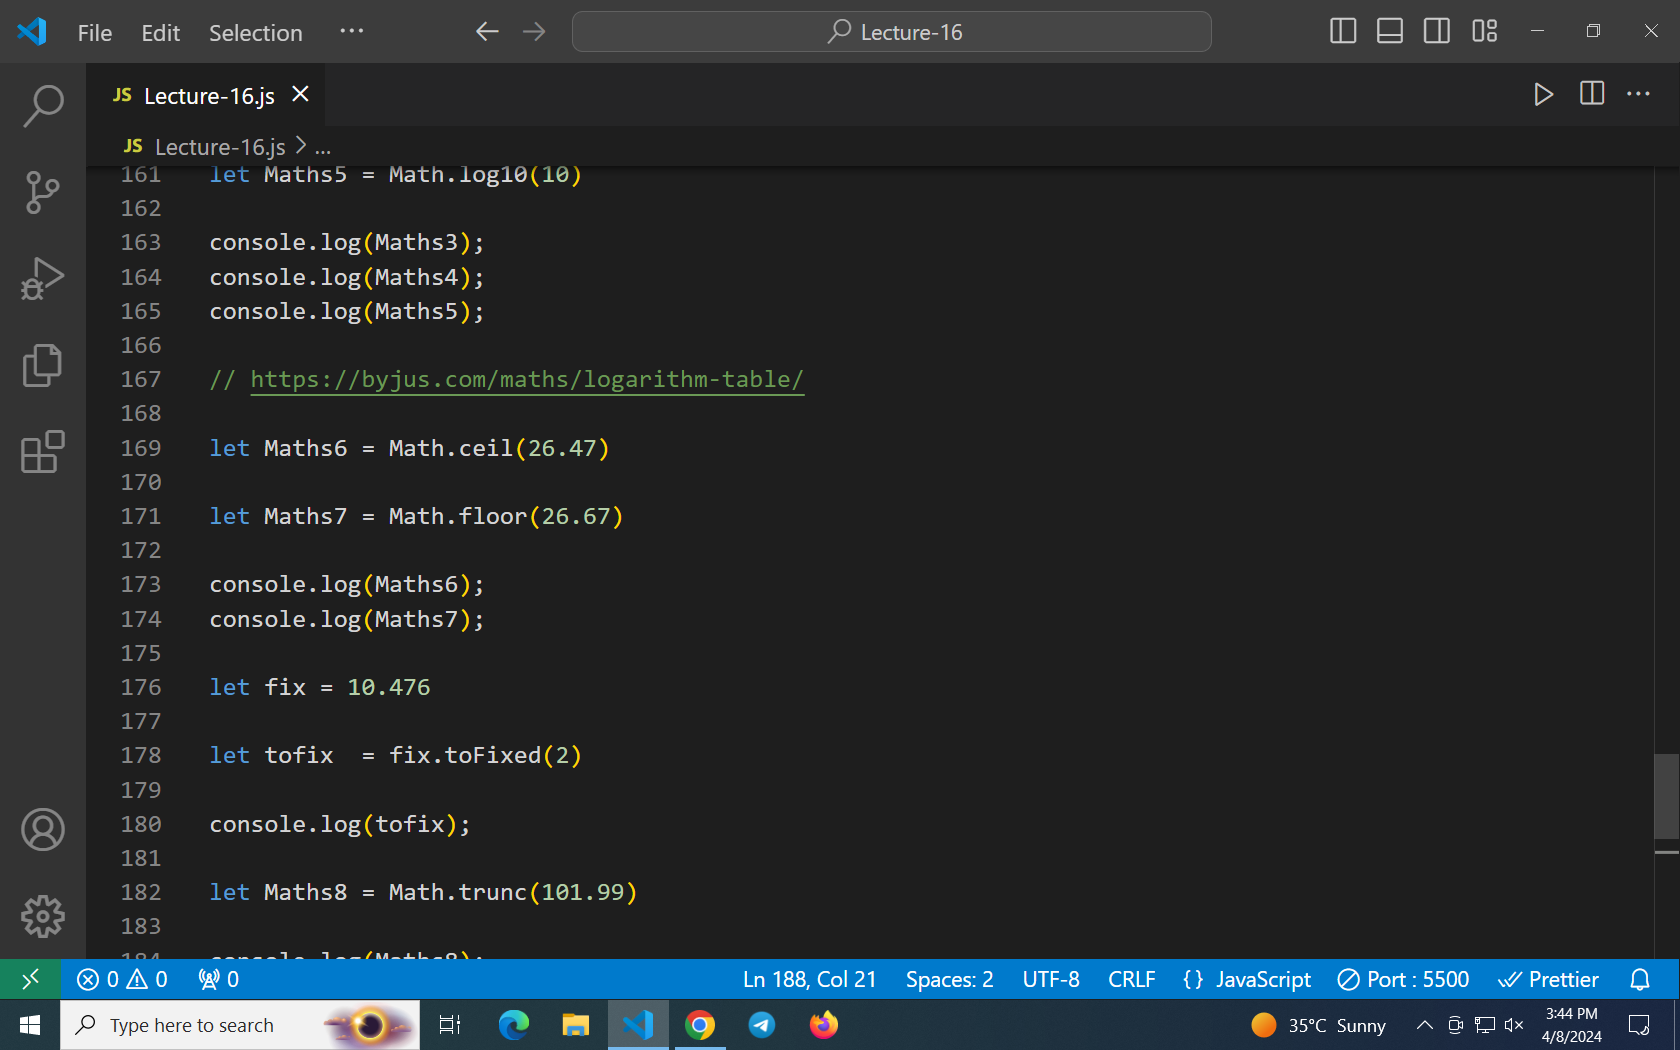 File Edit Selection ··· Lecture-16
JS Lecture-16.js
JS Lecture-16.js > ...
161 let Maths5 = Math.log10(10)
162
163 console.log(Maths3);
164 console.log(Maths4);
165 console.log(Maths5);
166
167 // https://byjus.com/maths/logarithm-table/
168
169 let Maths6 = Math.ceil(26.47)
170
171 let Maths7 = Math.floor(26.67)
172
173 console.log(Maths6);
174 console.log(Maths7);
175
176 let fix = 10.476
177
178 let tofix  = fix.toFixed(2)
179
180 console.log(tofix);
181
182 let Maths8 = Math.trunc(101.99)
183
184 console.log(Maths8);
0 0 0 Ln 188, Col 21 Spaces: 2 UTF-8 CRLF {} JavaScript Port : 5500 Prettier
Type here to search 35°C Sunny 3:44 PM
4/8/2024